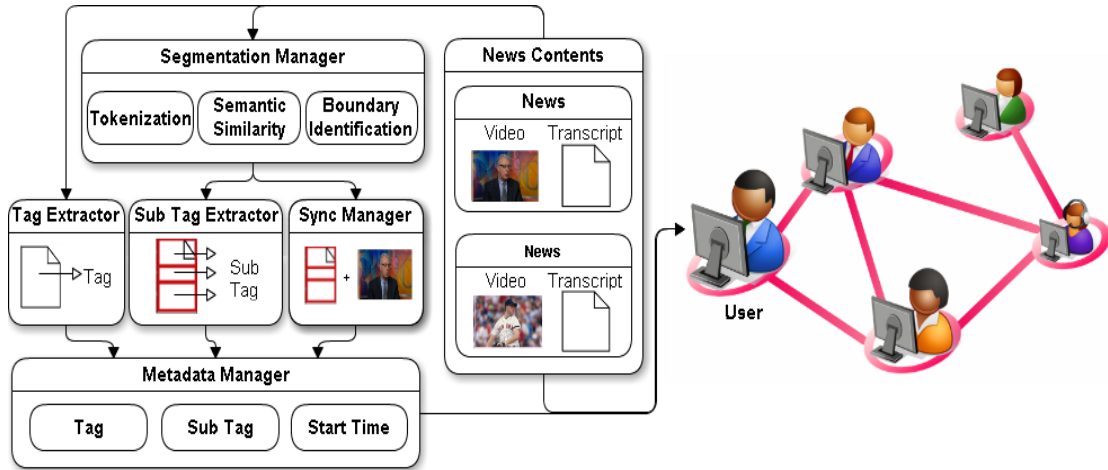 Segmentation Manager
Tokenization
Semantic
Similarity
Boundary
Identification
Tag Extractor
Tag
Sub Tag Extractor
Sub
Tag
Sync Manager
+
Metadata Manager
Tag
Sub Tag
Start Time
News Contents
News
Video Transcript
News
Video Transcript
User